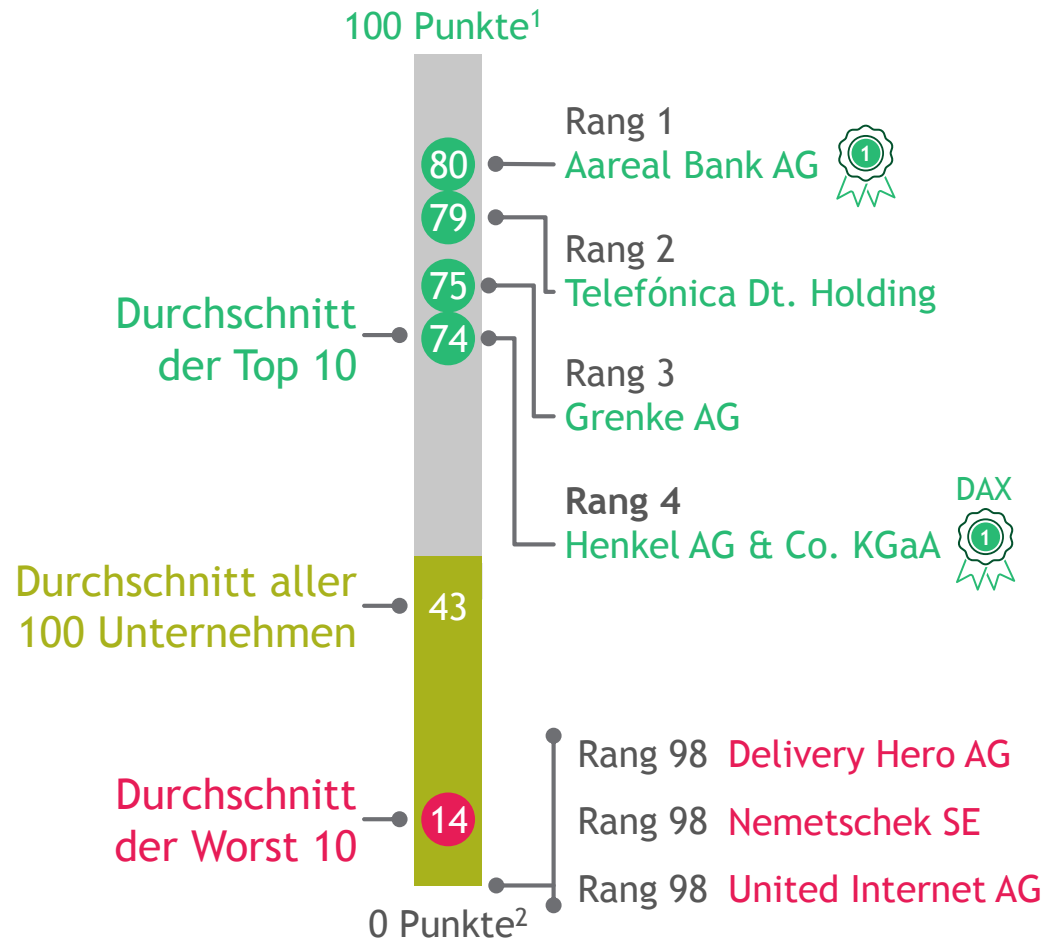 100 Punkte¹
80
Rang 1
Aareal Bank AG
1
79
Rang 2
Telefónica Dt. Holding
75
Rang 3
Grenke AG
Durchschnitt
der Top 10
74
Rang 4
Henkel AG & Co. KGaA
DAX
1
Durchschnitt aller
100 Unternehmen
43
Durchschnitt
der Worst 10
14
Rang 98 Delivery Hero AG
Rang 98 Nemetschek SE
Rang 98 United Internet AG
0 Punkte²